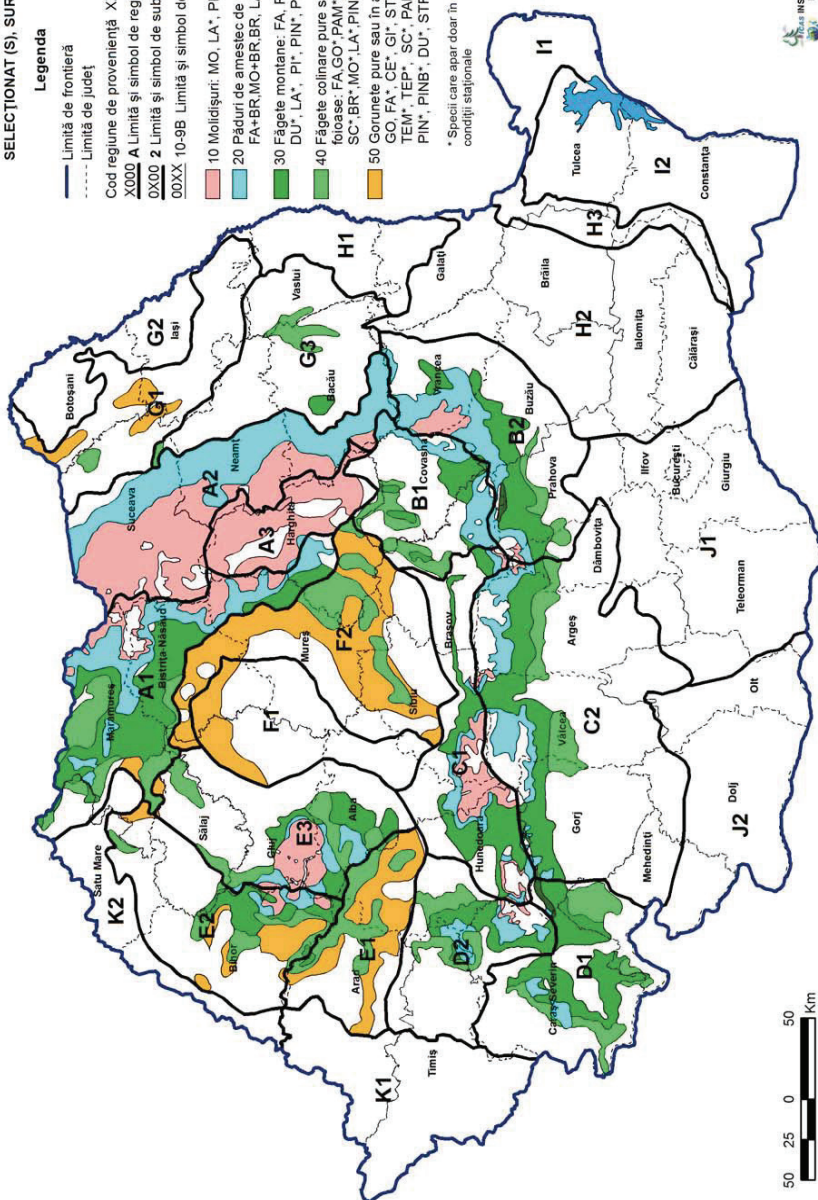 SELECȚIONAT (S), SUR
Legenda
Limită de frontieră
Limită de județ
Cod regiune de proveniență X
X000 A Limită și simbol de reg
0X00 2 Limită și simbol de sub
00XX 10-9B Limită și simbol de
10 Molidișuri: MO, LA*, PI
20 Păduri de amestec de
FA+BR,MO+BR,BR, L
30 Făgete montane: FA,
DU*, LA*, PI*, PIN*, P
40 Făgete colinare pure s
foioase: FA,GO*,PAM*
SC*,BR*,MO*,LA*,PIN
50 Gorunete pure sau în a
GO, FA*, CE*, GI*, ST
TEM*, TEP*, SC*, PA
PIN*, PINB*, DU*, STR
* Specii care apar doar în
condiții staționale
Botoșani
G2
Iași
G1
Suceava
Satu Mare
K2
Maramureș
A1
Bistrița-Năsăud
A2
Neamț
Vaslui
H1
G3
Bacău
Sălaj
Cluj
E3
E2
Bihor
F1
Mureș
A3
Harghita
F2
Alba
E1
Arad
Sibiu
Brașov
B1
Covasna
Vrancea
Galați
K1
Timiș
D2
Hunedoara
C1
Caraș-Severin
D1
Gorj
Vâlcea
C2
Argeș
Dâmbovița
Prahova
B2
Buzău
Brăila
H2
H3
Tulcea
I1
I2
Constanța
Mehedinți
J2
Dolj
Olt
Teleorman
J1
Giurgiu
București
Ilfov
Ialomița
Călărași
50 25 0 50
Km
INS